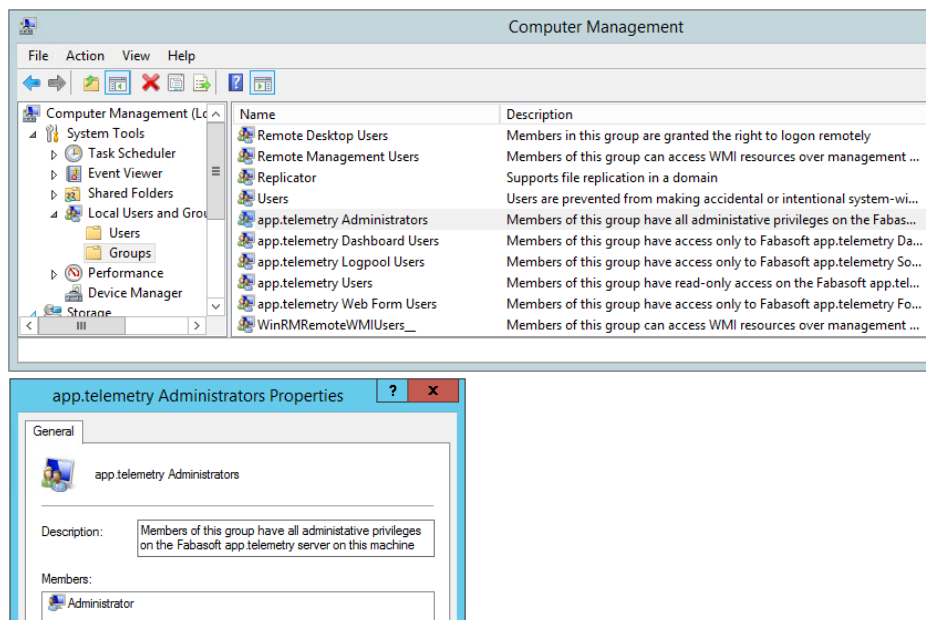 Computer Management
File Action View Help
Computer Management (Lc
System Tools
Task Scheduler
Event Viewer
Shared Folders
Local Users and Grou
Users
Groups
Performance
Device Manager
Storage
Name Description
Remote Desktop Users Members in this group are granted the right to logon remotely
Remote Management Users Members of this group can access WMI resources over management ...
Replicator Supports file replication in a domain
Users Users are prevented from making accidental or intentional system-wi...
app.telemetry Administrators Members of this group have all administative privileges on the Fabas...
app.telemetry Dashboard Users Members of this group have access only to Fabasoft app.telemetry Da...
app.telemetry Logpool Users Members of this group have access only to Fabasoft app.telemetry So...
app.telemetry Users Members of this group have read-only access on the Fabasoft app.tel...
app.telemetry Web Form Users Members of this group have access only to Fabasoft app.telemetry Fo...
WinRMRemoteWMIUsers__ Members of this group can access WMI resources over management ...
app.telemetry Administrators Properties ? x
General
app.telemetry Administrators
Description: Members of this group have all administative privileges
on the Fabasoft app.telemetry server on this machine
Members:
Administrator